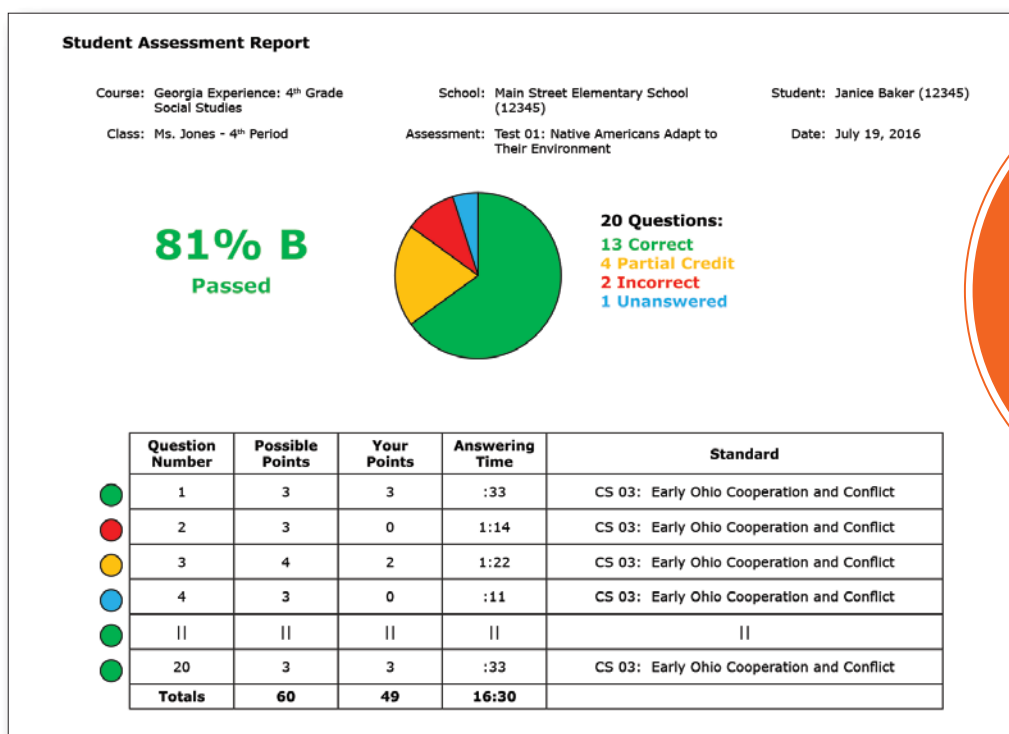 Student Assessment Report
Course: Georgia Experience: 4th Grade
Social Studies
School: Main Street Elementary School
(12345)
Student: Janice Baker (12345)
Class: Ms. Jones - 4th Period
Assessment: Test 01: Native Americans Adapt to
Their Environment
Date: July 19, 2016
81% B
Passed
20 Questions:
13 Correct
4 Partial Credit
2 Incorrect
1 Unanswered
Question Number Possible Points Your Points Answering Time Standard
1 3 3 :33 CS 03: Early Ohio Cooperation and Conflict
2 3 0 1:14 CS 03: Early Ohio Cooperation and Conflict
3 4 2 1:22 CS 03: Early Ohio Cooperation and Conflict
4 3 0 :11 CS 03: Early Ohio Cooperation and Conflict
|| || || || ||
20 3 3 :33 CS 03: Early Ohio Cooperation and Conflict
Totals 60 49 16:30